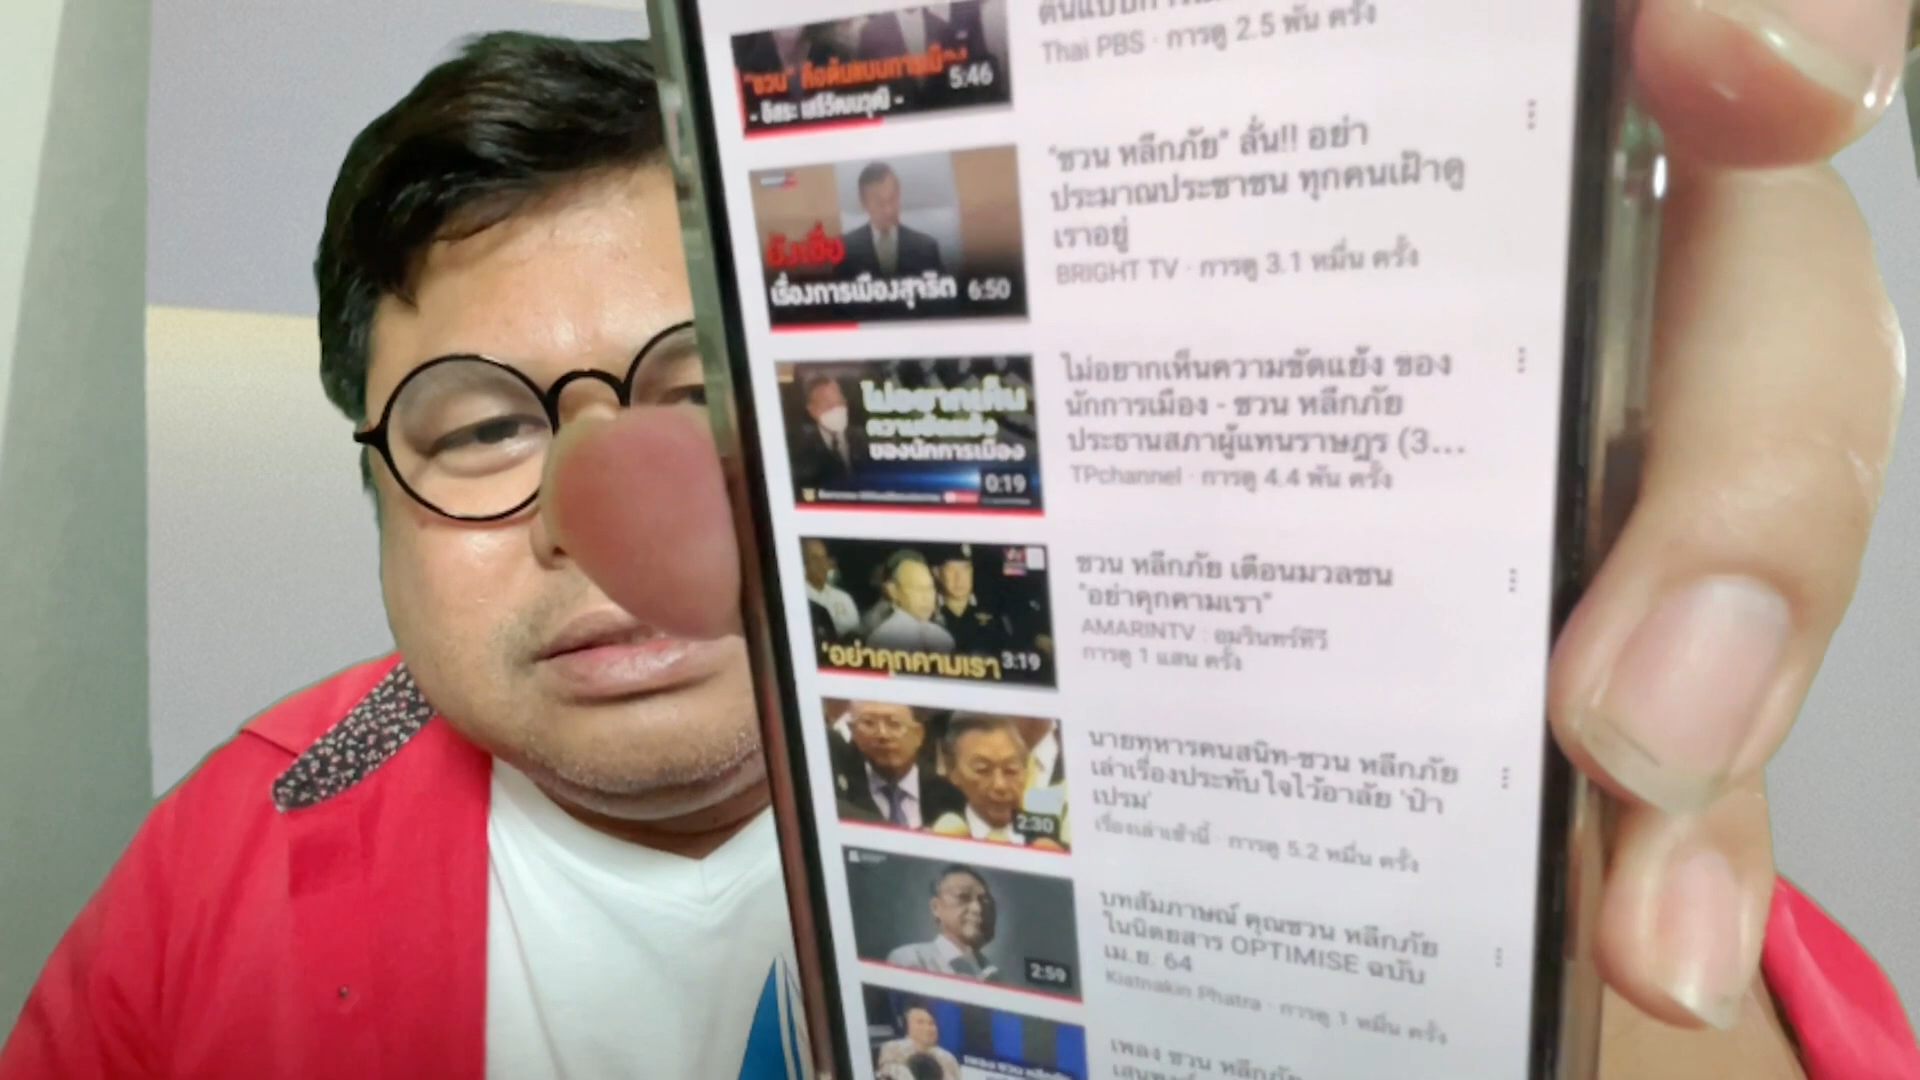 Thai PBS · การดู 2.5 พัน ครั้ง
"ชวน" คือต้นแบบการเมือง
5:46
- อิสระ เสรีวัฒนวุฒิ -
"ชวน หลีกภัย" ลั่น!! อย่า
ประมาณประชาชน ทุกคนเฝ้าดู
เราอยู่
BRIGHT TV · การดู 3.1 หมื่น ครั้ง
ยังเชื่อ
เรื่องการเมืองสุจริต 6:50
ไม่อยากเห็นความขัดแย้ง ของ
นักการเมือง - ชวน หลีกภัย
ประธานสภาผู้แทนราษฎร (3...
TPchannel · การดู 4.4 พัน ครั้ง
ไม่อยากเห็น
ความขัดแย้ง
ของนักการเมือง
0:19
ชวน หลีกภัย เตือนมวลชน
"อย่าคุกคามเรา"
AMARINTV : อมรินทร์ทีวี
การดู 1 แสน ครั้ง
'อย่าคุกคามเรา 3:19
นายทหารคนสนิท-ชวน หลีกภัย
เล่าเรื่องประทับใจไว้อาลัย 'ป๋า
เปรม'
เรื่องเล่าเช้านี้ · การดู 5.2 หมื่น ครั้ง
2:30
บทสัมภาษณ์ คุณชวน หลีกภัย
ในนิตยสาร OPTIMISE ฉบับ
เม.ย. 64
Kiatnakin Phatra · การดู 1 หมื่น ครั้ง
2:59
เพลง ชวน หลีกภัย